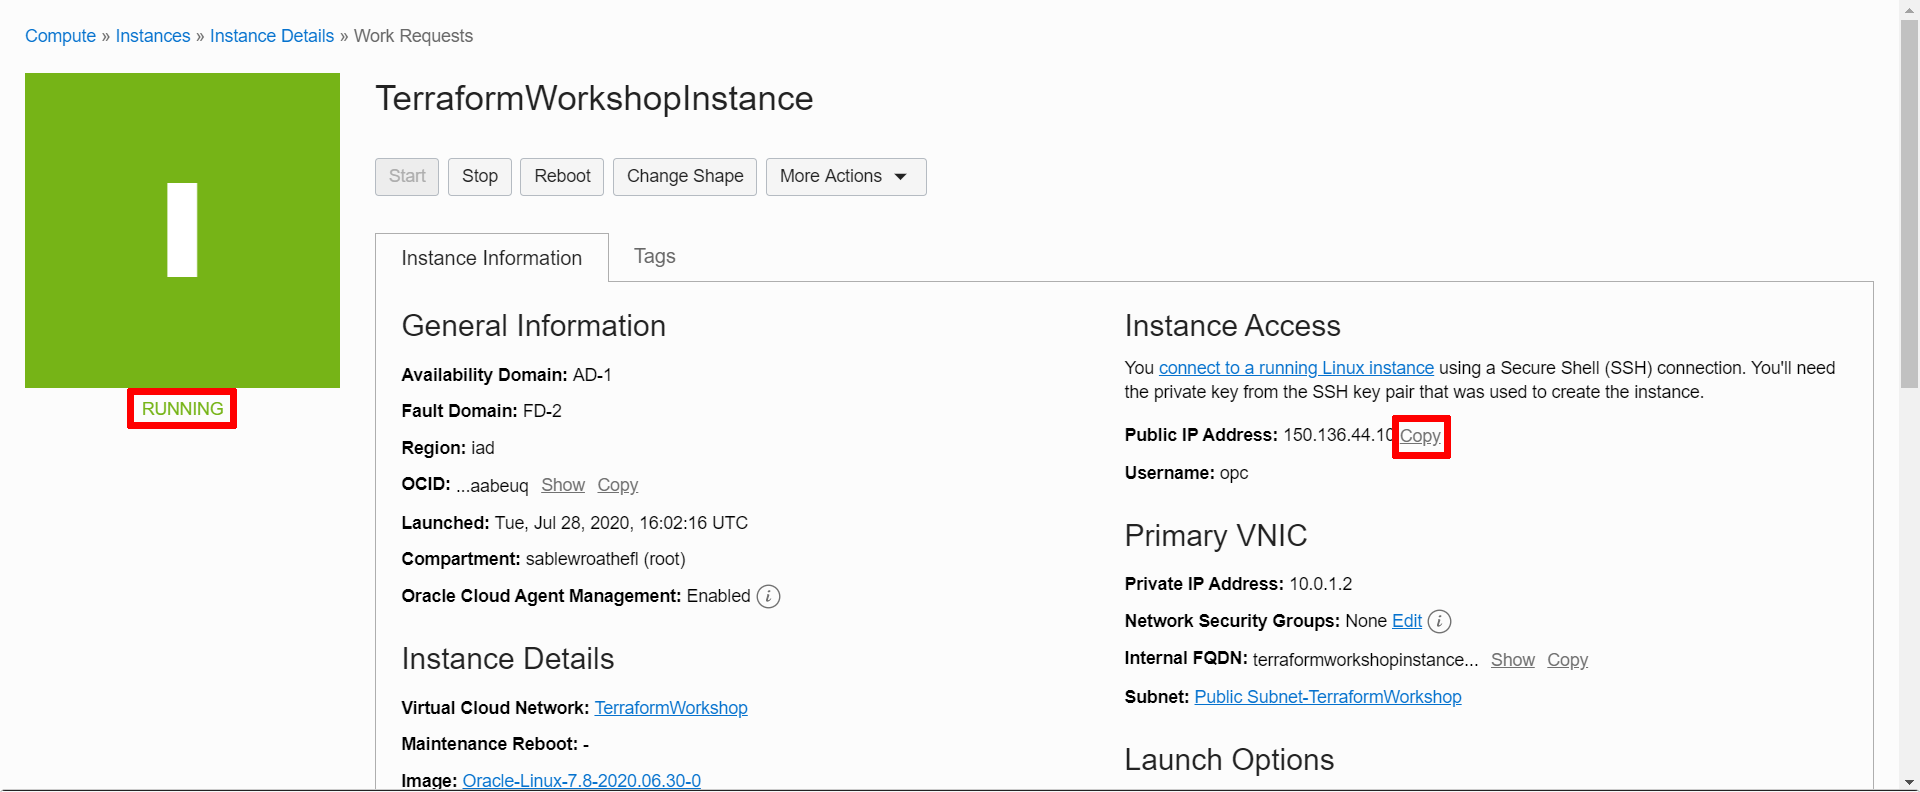 Compute » Instances » Instance Details » Work Requests
TerraformWorkshopInstance
Start Stop Reboot Change Shape More Actions
RUNNING
Instance Information Tags
General Information
Availability Domain: AD-1
Fault Domain: FD-2
Region: iad
OCID: ...aabeuq Show Copy
Launched: Tue, Jul 28, 2020, 16:02:16 UTC
Compartment: sablewroathefl (root)
Oracle Cloud Agent Management: Enabled i
Instance Details
Virtual Cloud Network: TerraformWorkshop
Maintenance Reboot: -
Image: Oracle-Linux-7.8-2020.06.30-0
Instance Access
You connect to a running Linux instance using a Secure Shell (SSH) connection. You'll need
the private key from the SSH key pair that was used to create the instance.
Public IP Address: 150.136.44.10 Copy
Username: opc
Primary VNIC
Private IP Address: 10.0.1.2
Network Security Groups: None Edit i
Internal FQDN: terraformworkshopinstance... Show Copy
Subnet: Public Subnet-TerraformWorkshop
Launch Options